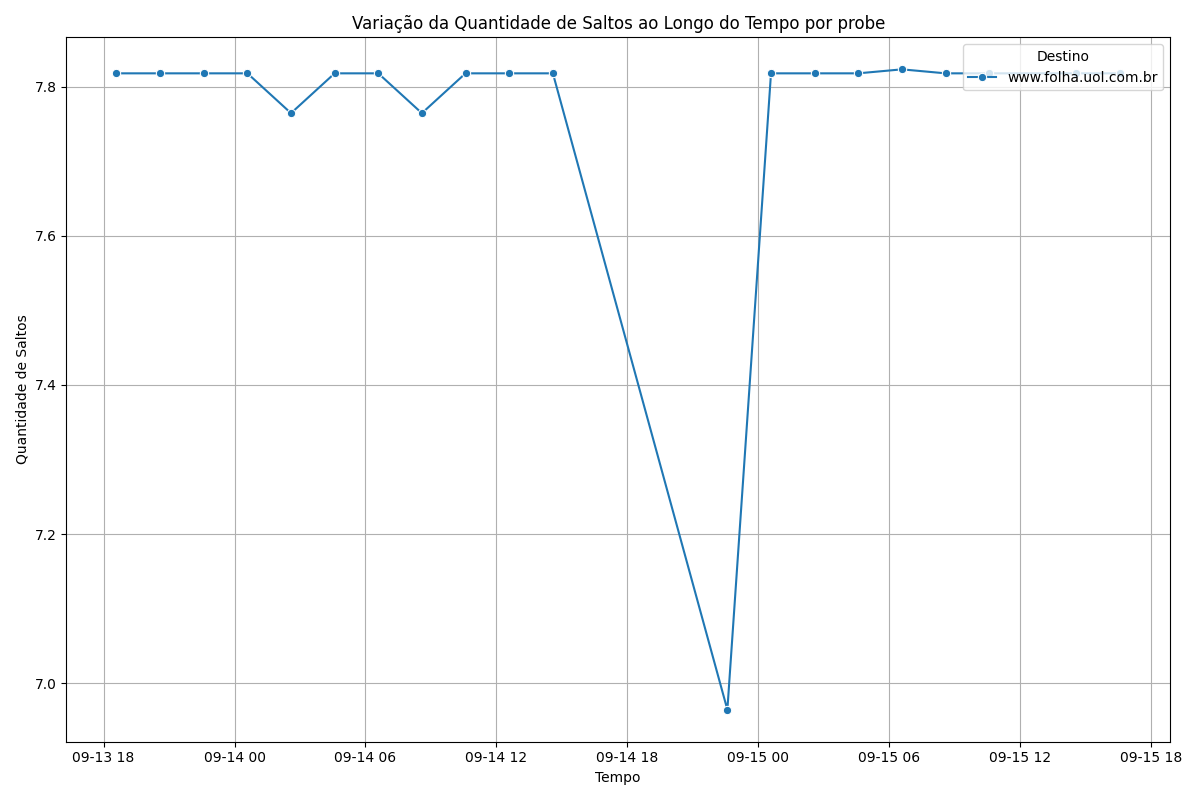 Variação da Quantidade de Saltos ao Longo do Tempo por probe
Destino
www.folha.uol.com.br
Quantidade de Saltos
7.8
7.6
7.4
7.2
7.0
09-13 18
09-14 00
09-14 06
09-14 12
09-14 18
09-15 00
09-15 06
09-15 12
09-15 18
Tempo